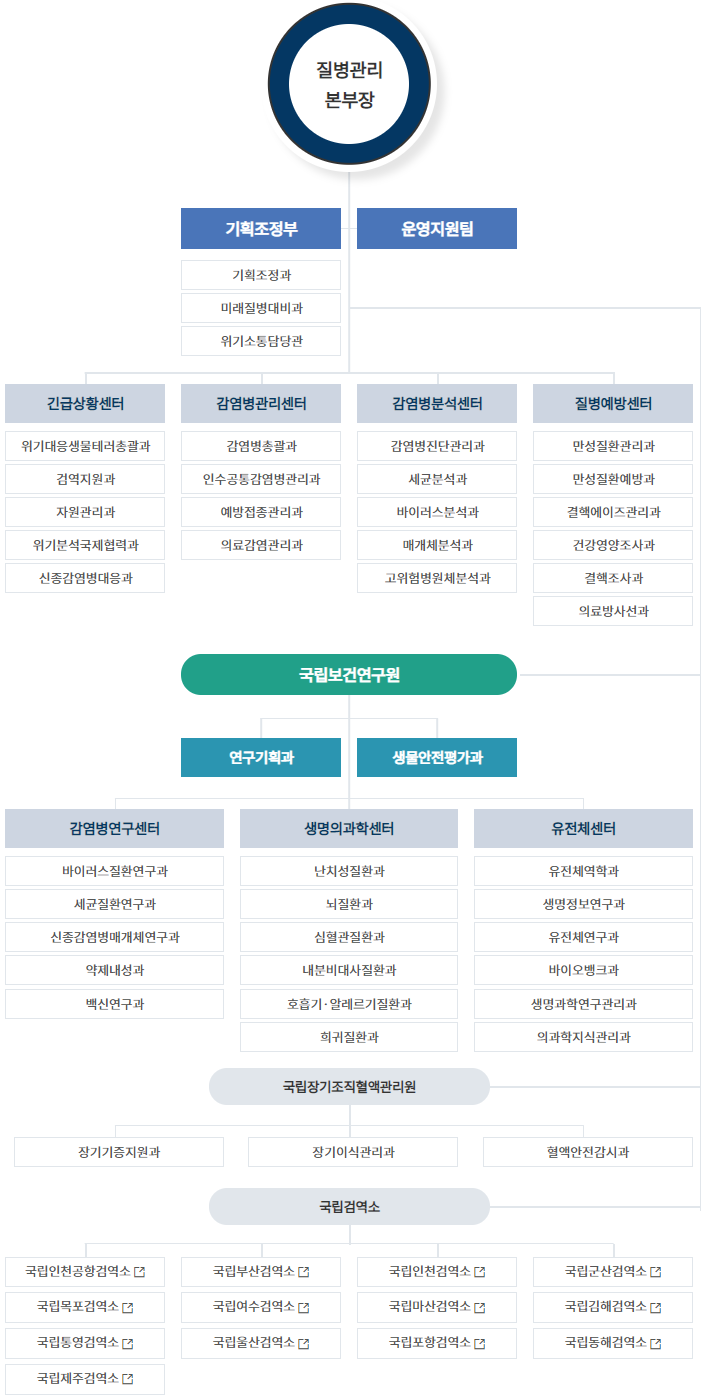 질병관리
본부장
기획조정부
운영지원팀
기획조정과
미래질병대비과
위기소통담당관
긴급상황센터
감염병관리센터
감염병분석센터
질병예방센터
위기대응생물테러총괄과
감염병총괄과
감염병진단관리과
만성질환관리과
검역지원과
인수공통감염병관리과
세균분석과
만성질환예방과
자원관리과
예방접종관리과
바이러스분석과
결핵에이즈관리과
위기분석국제협력과
의료감염관리과
매개체분석과
건강영양조사과
신종감염병대응과
고위험병원체분석과
결핵조사과
의료방사선과
국립보건연구원
연구기획과
생물안전평가과
감염병연구센터
생명의과학센터
유전체센터
바이러스질환연구과
난치성질환과
유전체역학과
세균질환연구과
뇌질환과
생명정보연구과
신종감염병매개체연구과
심혈관질환과
유전체연구과
약제내성과
내분비대사질환과
바이오뱅크과
백신연구과
호흡기·알레르기질환과
생명과학연구관리과
희귀질환과
의과학지식관리과
국립장기조직혈액관리원
장기기증지원과
장기이식관리과
혈액안전감시과
국립검역소
국립인천공항검역소
국립부산검역소
국립인천검역소
국립군산검역소
국립목포검역소
국립여수검역소
국립마산검역소
국립김해검역소
국립통영검역소
국립울산검역소
국립포항검역소
국립동해검역소
국립제주검역소